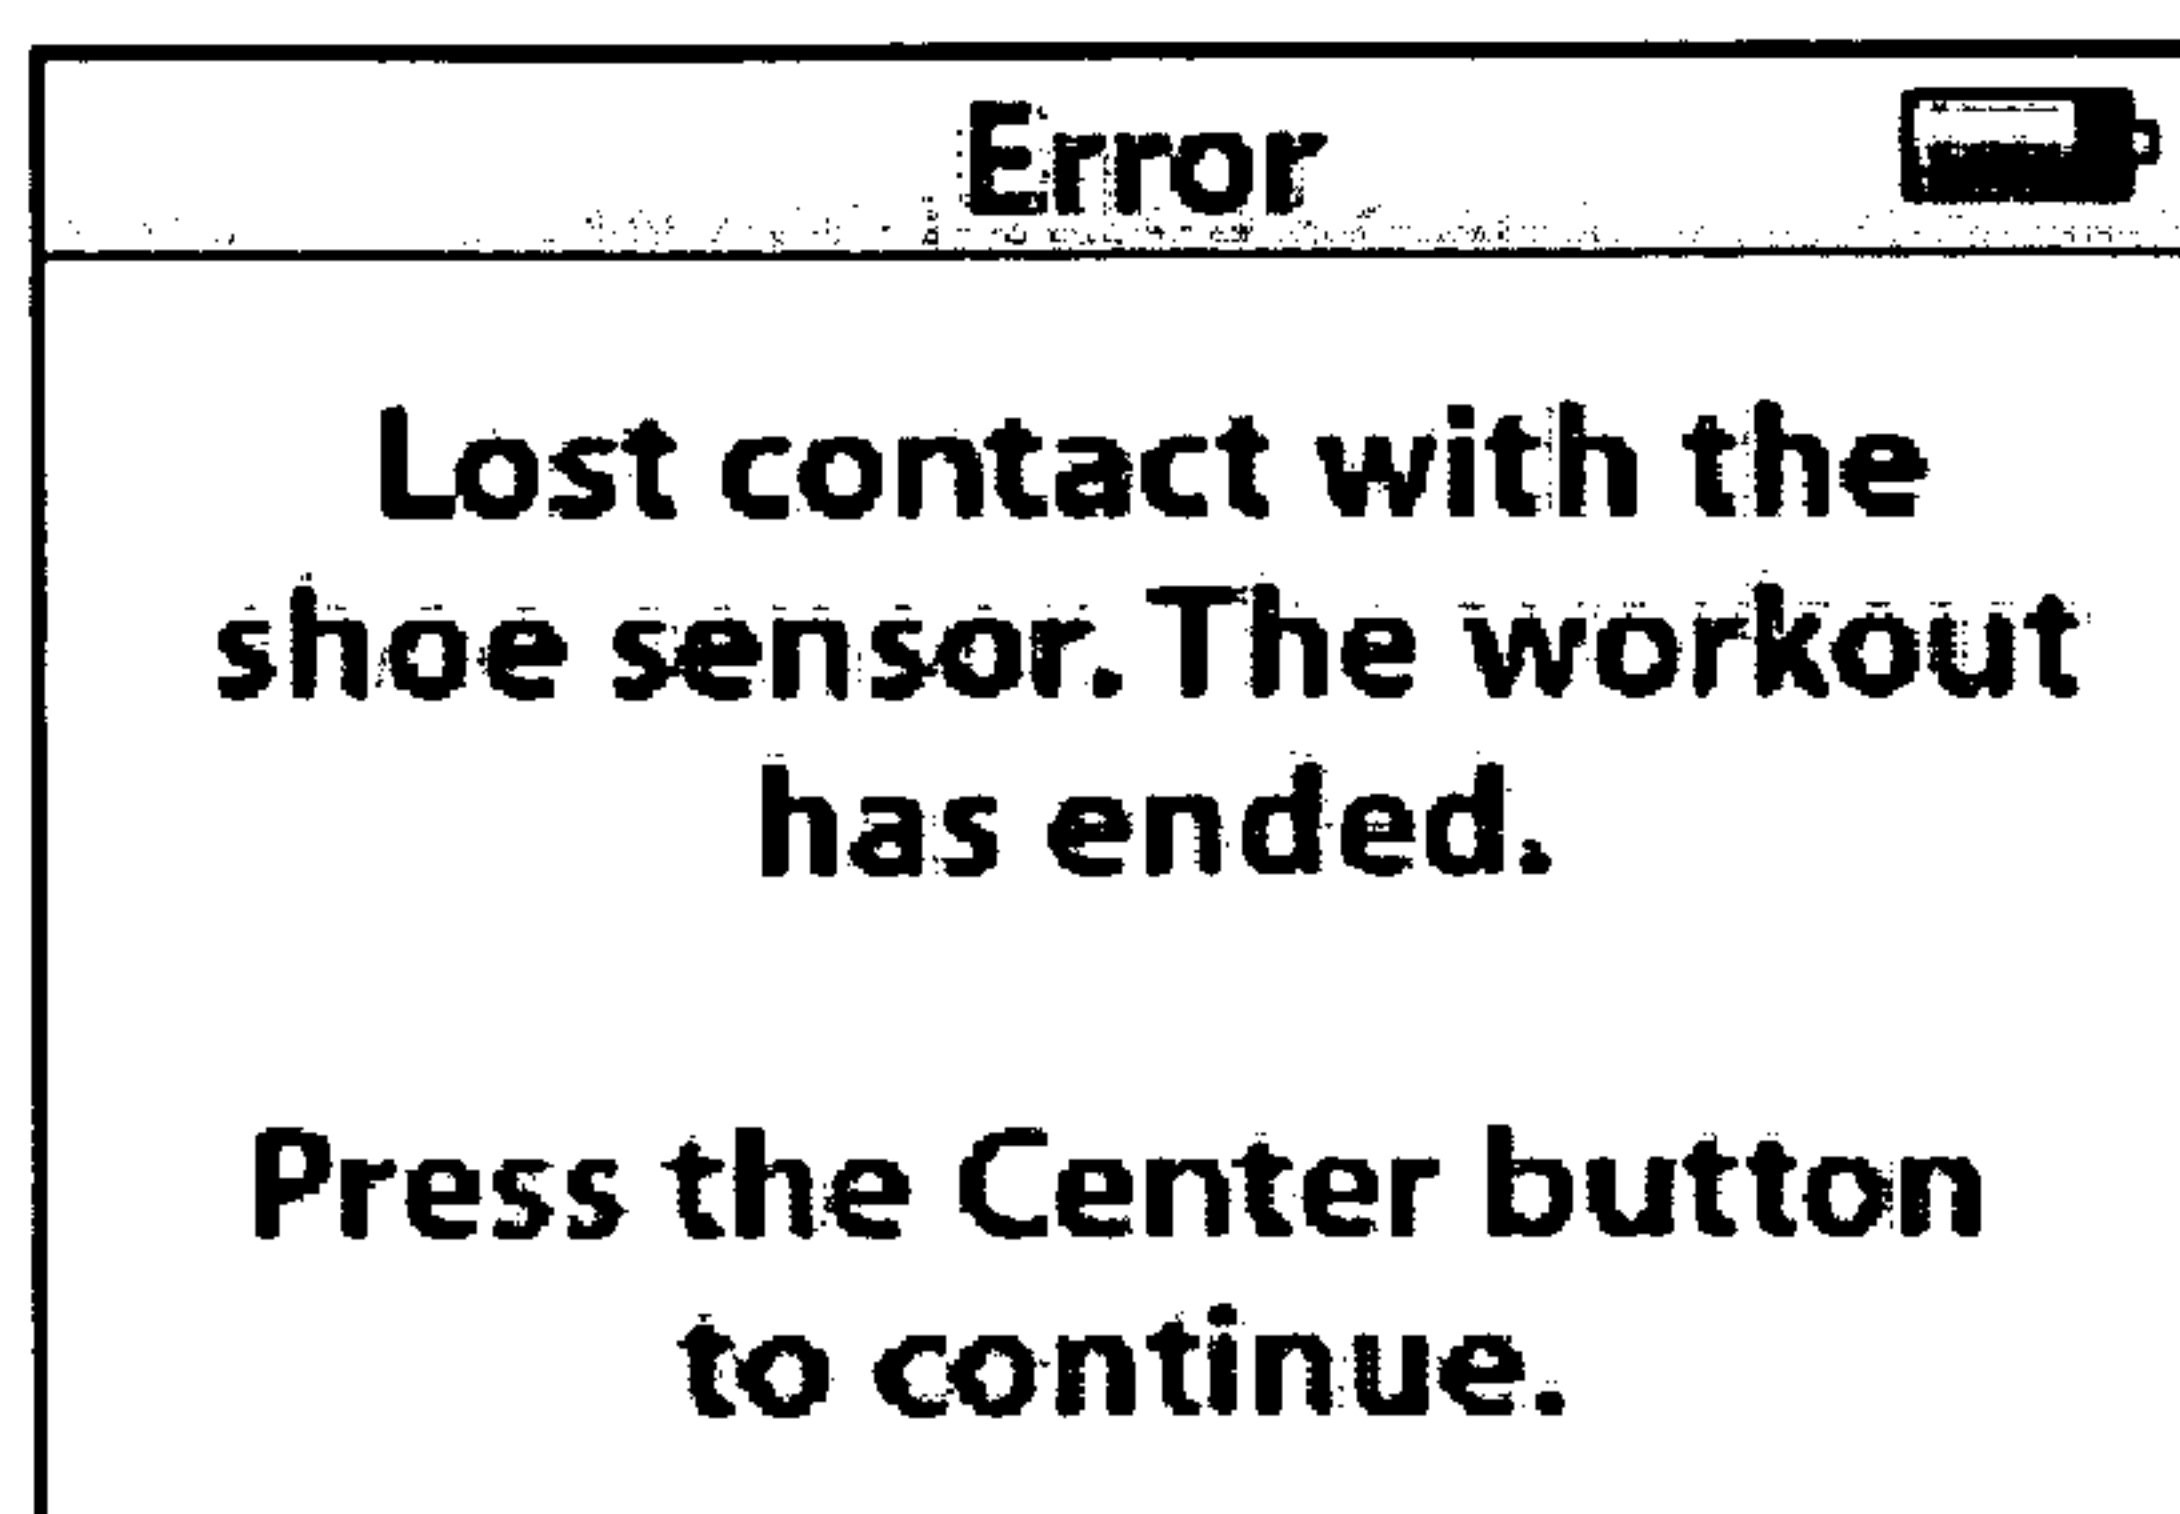 Error
Lost contact with the
shoe sensor. The workout
has ended.
Press the Center button
to continue.